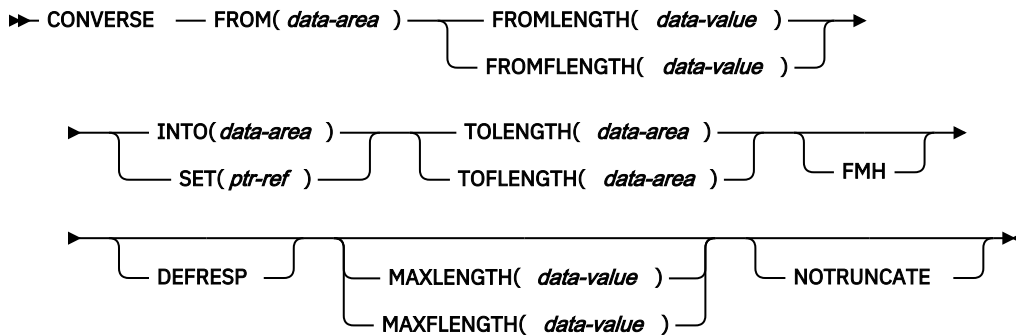 CONVERSE FROM( data-area ) FROMLENGTH( data-value )
FROMFLENGTH( data-value )
INTO( data-area ) TOLENGTH( data-area )
SET( ptr-ref ) TOFLENGTH( data-area ) FMH
DEFRESP MAXLENGTH( data-value ) NOTRUNCATE
MAXFLENGTH( data-value )